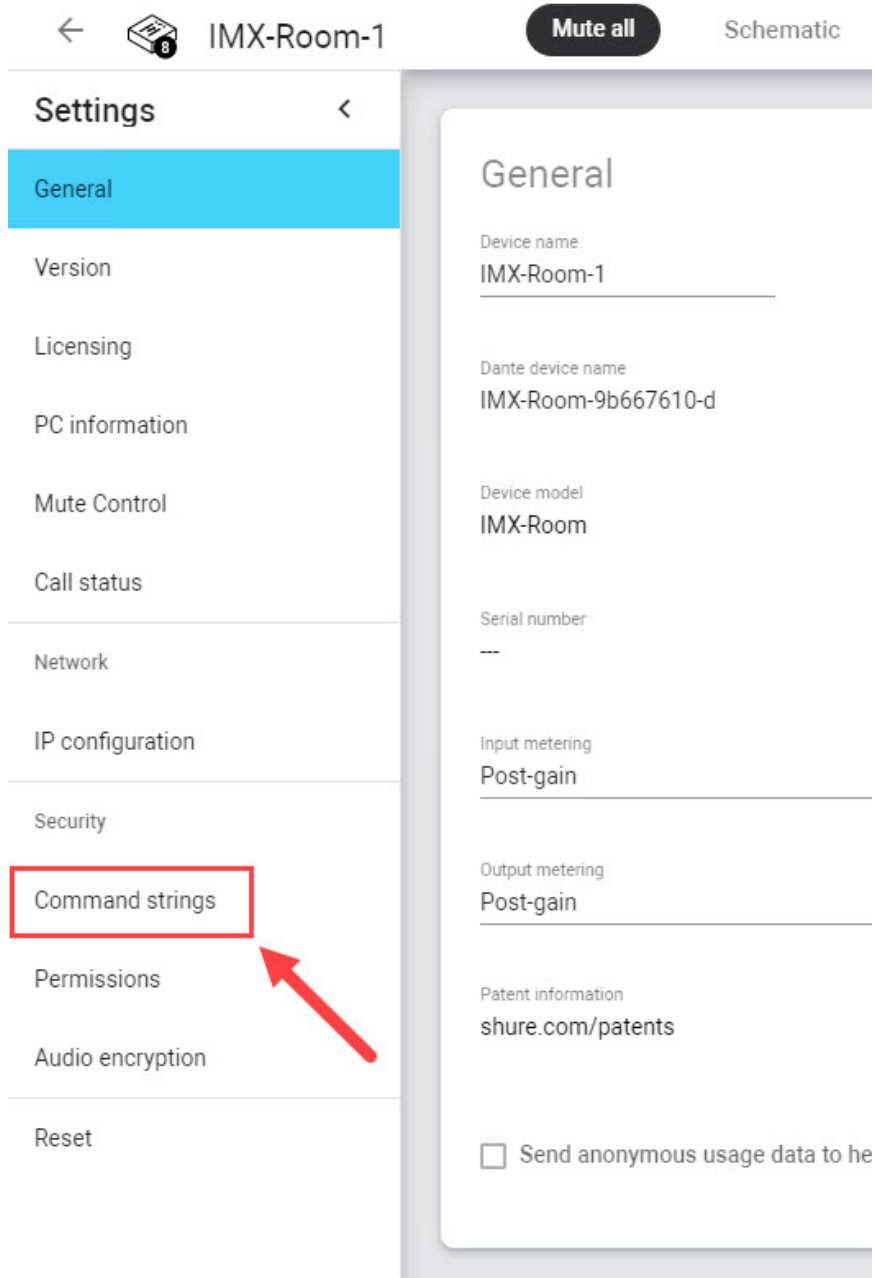 IMX-Room-1
Mute all
Schematic
8
Settings
General
Version
Licensing
PC information
Mute Control
Call status
Network
IP configuration
Security
Command strings
Permissions
Audio encryption
Reset
General
Device name
IMX-Room-1
Dante device name
IMX-Room-9b667610-d
Device model
IMX-Room
Serial number
---
Input metering
Post-gain
Output metering
Post-gain
Patent information
shure.com/patents
Send anonymous usage data to he